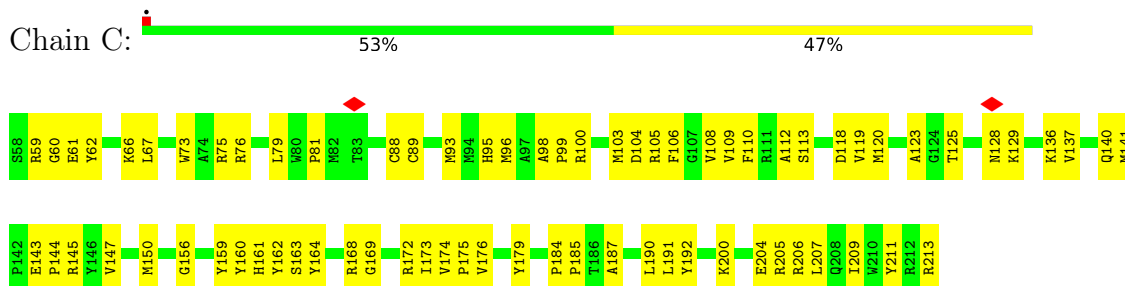 Chain C:
53% 47%
S58 R59 G60 E61 Y62 K66 L67 W73 A74 R75 R76 L79 W80 P81 M82 T83 C88 C89 M93 M94 H95 M96 A97 A98 P99 R100 M103 D104 R105 F106 G107 V108 V109 F110 R111 A112 S113 D118 V119 M120 A123 G124 T125 N128 K129 K136 V137 Q140 M141
P142 E143 P144 R145 Y146 V147 M150 G156 Y159 Y160 H161 Y162 S163 Y164 R168 G169 R172 I173 V174 P175 V176 Y179 P184 P185 T186 A187 L190 L191 Y192 K200 E204 R205 R206 L207 Q208 I209 W210 Y211 R212 R213